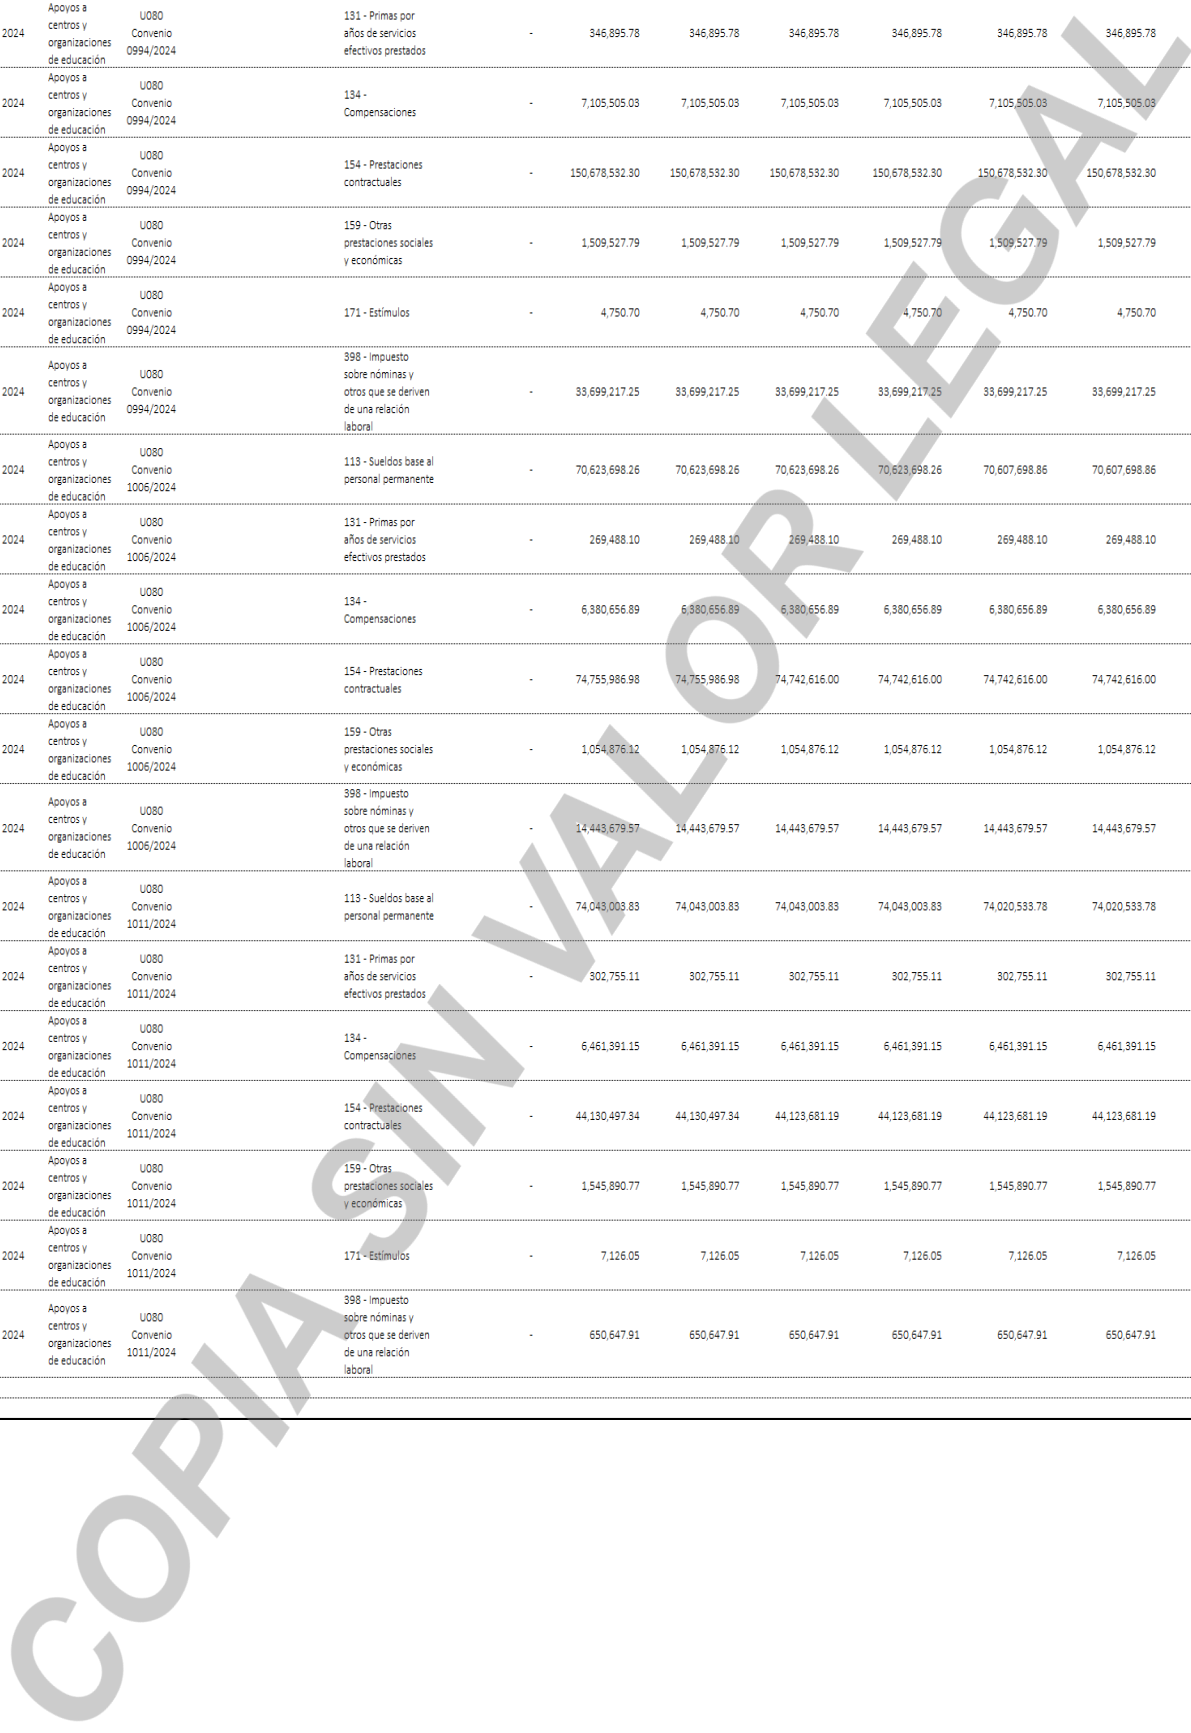 2024 Apoyos a centros y organizaciones de educación U080 Convenio 0994/2024 131 - Primas por años de servicios efectivos prestados - 346,895.78 346,895.78 346,895.78 346,895.78 346,895.78 346,895.78
2024 Apoyos a centros y organizaciones de educación U080 Convenio 0994/2024 134 - Compensaciones - 7,105,505.03 7,105,505.03 7,105,505.03 7,105,505.03 7,105,505.03 7,105,505.03
2024 Apoyos a centros y organizaciones de educación U080 Convenio 0994/2024 154 - Prestaciones contractuales - 150,678,532.30 150,678,532.30 150,678,532.30 150,678,532.30 150,678,532.30 150,678,532.30
2024 Apoyos a centros y organizaciones de educación U080 Convenio 0994/2024 159 - Otras prestaciones sociales y económicas - 1,509,527.79 1,509,527.79 1,509,527.79 1,509,527.79 1,509,527.79 1,509,527.79
2024 Apoyos a centros y organizaciones de educación U080 Convenio 0994/2024 171 - Estímulos - 4,750.70 4,750.70 4,750.70 4,750.70 4,750.70 4,750.70
2024 Apoyos a centros y organizaciones de educación U080 Convenio 0994/2024 398 - Impuesto sobre nóminas y otros que se deriven de una relación laboral - 33,699,217.25 33,699,217.25 33,699,217.25 33,699,217.25 33,699,217.25 33,699,217.25
2024 Apoyos a centros y organizaciones de educación U080 Convenio 1006/2024 113 - Sueldos base al personal permanente - 70,623,698.26 70,623,698.26 70,623,698.26 70,623,698.26 70,607,698.86 70,607,698.86
2024 Apoyos a centros y organizaciones de educación U080 Convenio 1006/2024 131 - Primas por años de servicios efectivos prestados - 269,488.10 269,488.10 269,488.10 269,488.10 269,488.10 269,488.10
2024 Apoyos a centros y organizaciones de educación U080 Convenio 1006/2024 134 - Compensaciones - 6,380,656.89 6,380,656.89 6,380,656.89 6,380,656.89 6,380,656.89 6,380,656.89
2024 Apoyos a centros y organizaciones de educación U080 Convenio 1006/2024 154 - Prestaciones contractuales - 74,755,986.98 74,755,986.98 74,742,616.00 74,742,616.00 74,742,616.00 74,742,616.00
2024 Apoyos a centros y organizaciones de educación U080 Convenio 1006/2024 159 - Otras prestaciones sociales y económicas - 1,054,876.12 1,054,876.12 1,054,876.12 1,054,876.12 1,054,876.12 1,054,876.12
2024 Apoyos a centros y organizaciones de educación U080 Convenio 1006/2024 398 - Impuesto sobre nóminas y otros que se deriven de una relación laboral - 14,443,679.57 14,443,679.57 14,443,679.57 14,443,679.57 14,443,679.57 14,443,679.57
2024 Apoyos a centros y organizaciones de educación U080 Convenio 1011/2024 113 - Sueldos base al personal permanente - 74,043,003.83 74,043,003.83 74,043,003.83 74,043,003.83 74,020,533.78 74,020,533.78
2024 Apoyos a centros y organizaciones de educación U080 Convenio 1011/2024 131 - Primas por años de servicios efectivos prestados - 302,755.11 302,755.11 302,755.11 302,755.11 302,755.11 302,755.11
2024 Apoyos a centros y organizaciones de educación U080 Convenio 1011/2024 134 - Compensaciones - 6,461,391.15 6,461,391.15 6,461,391.15 6,461,391.15 6,461,391.15 6,461,391.15
2024 Apoyos a centros y organizaciones de educación U080 Convenio 1011/2024 154 - Prestaciones contractuales - 44,130,497.34 44,130,497.34 44,123,681.19 44,123,681.19 44,123,681.19 44,123,681.19
2024 Apoyos a centros y organizaciones de educación U080 Convenio 1011/2024 159 - Otras prestaciones sociales y económicas - 1,545,890.77 1,545,890.77 1,545,890.77 1,545,890.77 1,545,890.77 1,545,890.77
2024 Apoyos a centros y organizaciones de educación U080 Convenio 1011/2024 171 - Estímulos - 7,126.05 7,126.05 7,126.05 7,126.05 7,126.05 7,126.05
2024 Apoyos a centros y organizaciones de educación U080 Convenio 1011/2024 398 - Impuesto sobre nóminas y otros que se deriven de una relación laboral - 650,647.91 650,647.91 650,647.91 650,647.91 650,647.91 650,647.91
COPIA SIN VALOR LEGAL